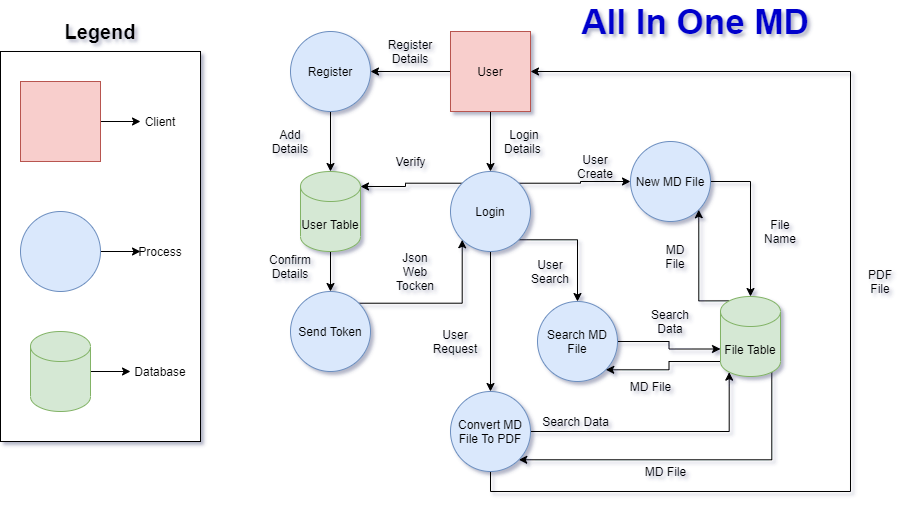 All In One MD
Legend
Client
Process
Database
Register
Register
Details
User
Add
Details
Login
Details
Verify
User
Create
New MD File
User Table
Login
File
Name
Confirm
Details
Json
Web
Tocken
User
Search
MD
File
PDF
File
Send Token
User
Request
Search MD
File
Search
Data
File Table
MD File
Convert MD
File To PDF
Search Data
MD File